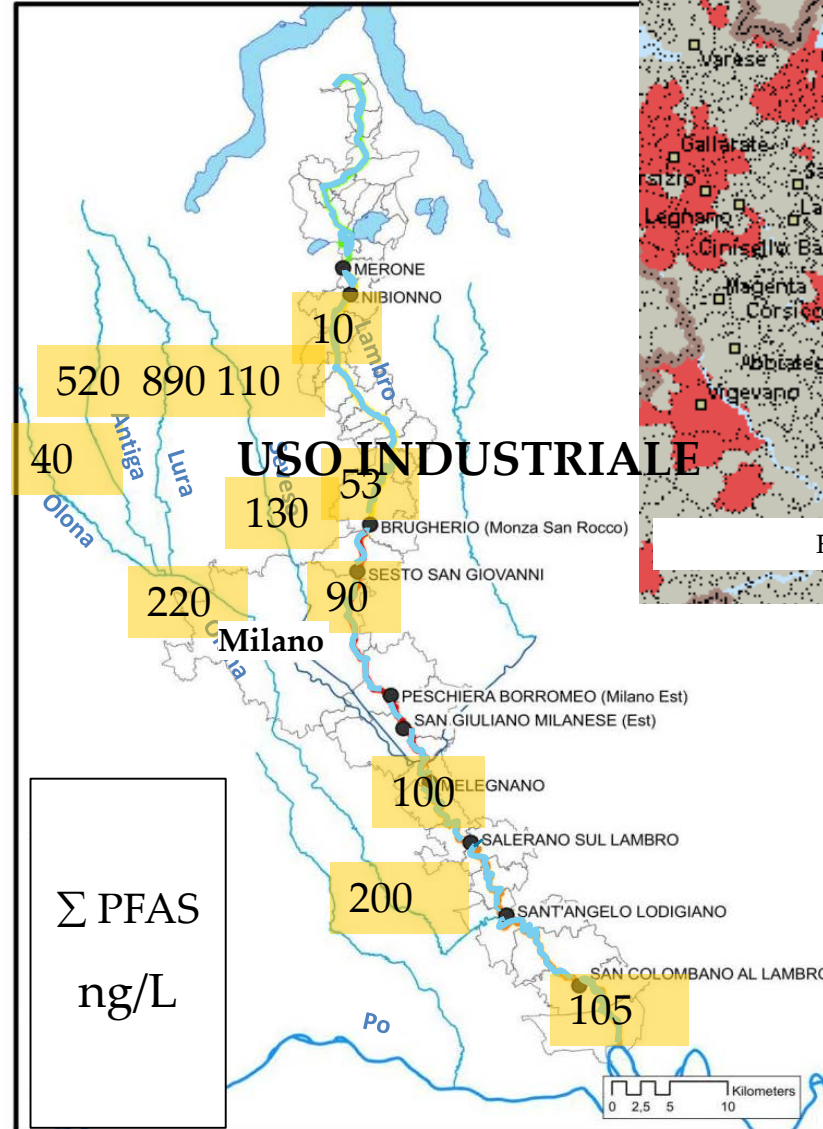 MERONE
NIBIONNO
10
Lambro
520 890 110
Antiga
Lura
40
USO INDUSTRIALE
53
Olona
130
BRUGHERIO (Monza San Rocco)
SESTO SAN GIOVANNI
220
90
Milano
PESCHIERA BORROMEO (Milano Est)
SAN GIULIANO MILANESE (Est)
MELEGNANO
100
SALERANO SUL LAMBRO
∑ PFAS
ng/L
200
SANT'ANGELO LODIGIANO
SAN COLOMBANO AL LAMBRO
105
Po
Kilometers
0 2,5 5 10
Varese
Gallarate
Legnano
Cinisello Ba
Magenta
Corsico
Abbiateg
Vigevano